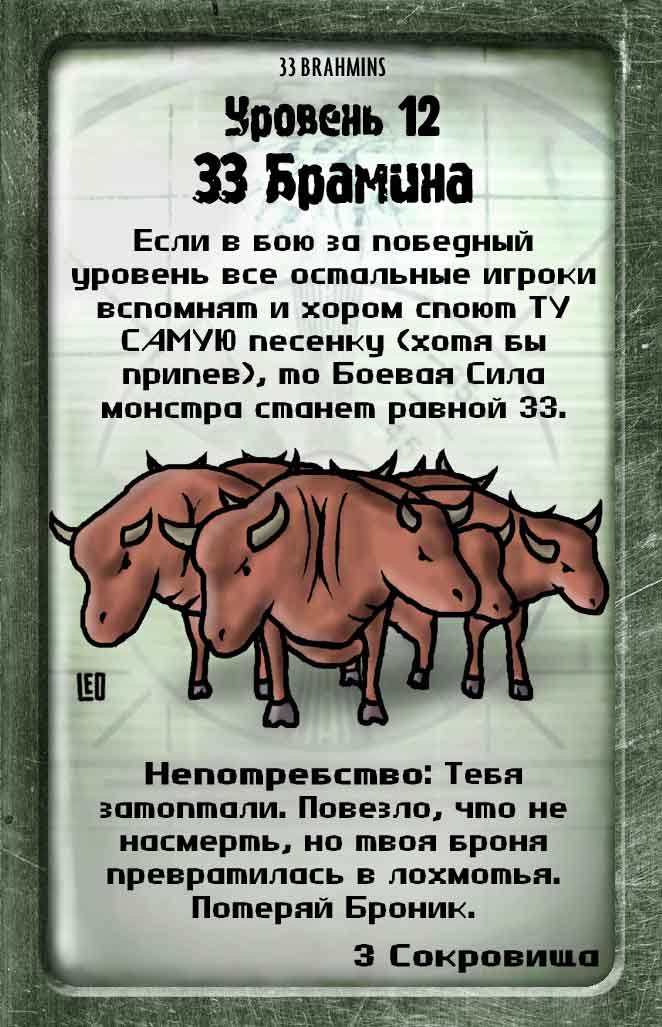 33 BRAHMINS
Уровень 12
33 Брамина
Если в бою за победный
уровень все остальные игроки
вспомнят и хором споют ТУ
САМУЮ песенку (хотя бы
припев), то Боевая Сила
монстра станет равной 33.
LEO
Непотребство: Тебя
затоптали. Повезло, что не
насмерть, но твоя броня
превратилась в лохмотья.
Потеряй Броник.
3 Сокровища